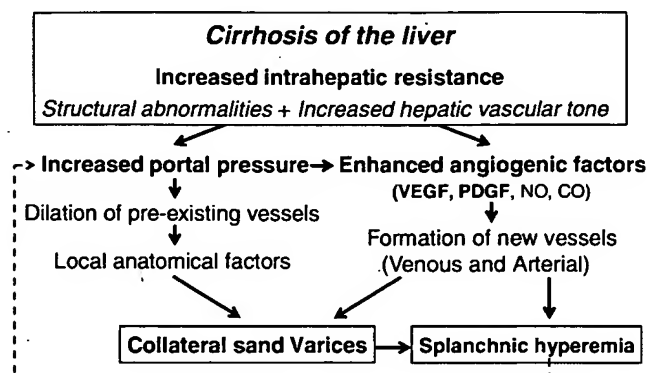 Cirrhosis of the liver
Increased intrahepatic resistance
Structural abnormalities + Increased hepatic vascular tone
Increased portal pressure
Enhanced angiogenic factors
(VEGF, PDGF, NO, CO)
Dilation of pre-existing vessels
Formation of new vessels
Local anatomical factors
(Venous and Arterial)
Collateral sand Varices
Splanchnic hyperemia